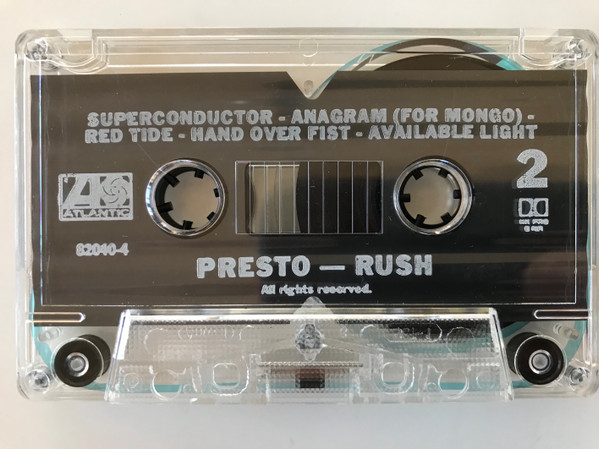 SUPERCONDUCTOR - ANAGRAM (FOR MONGO) -
RED TIDE - HAND OVER FIST - AVAILABLE LIGHT
2
ATLANTIC
82040-4
PRESTO — RUSH
All rights reserved.